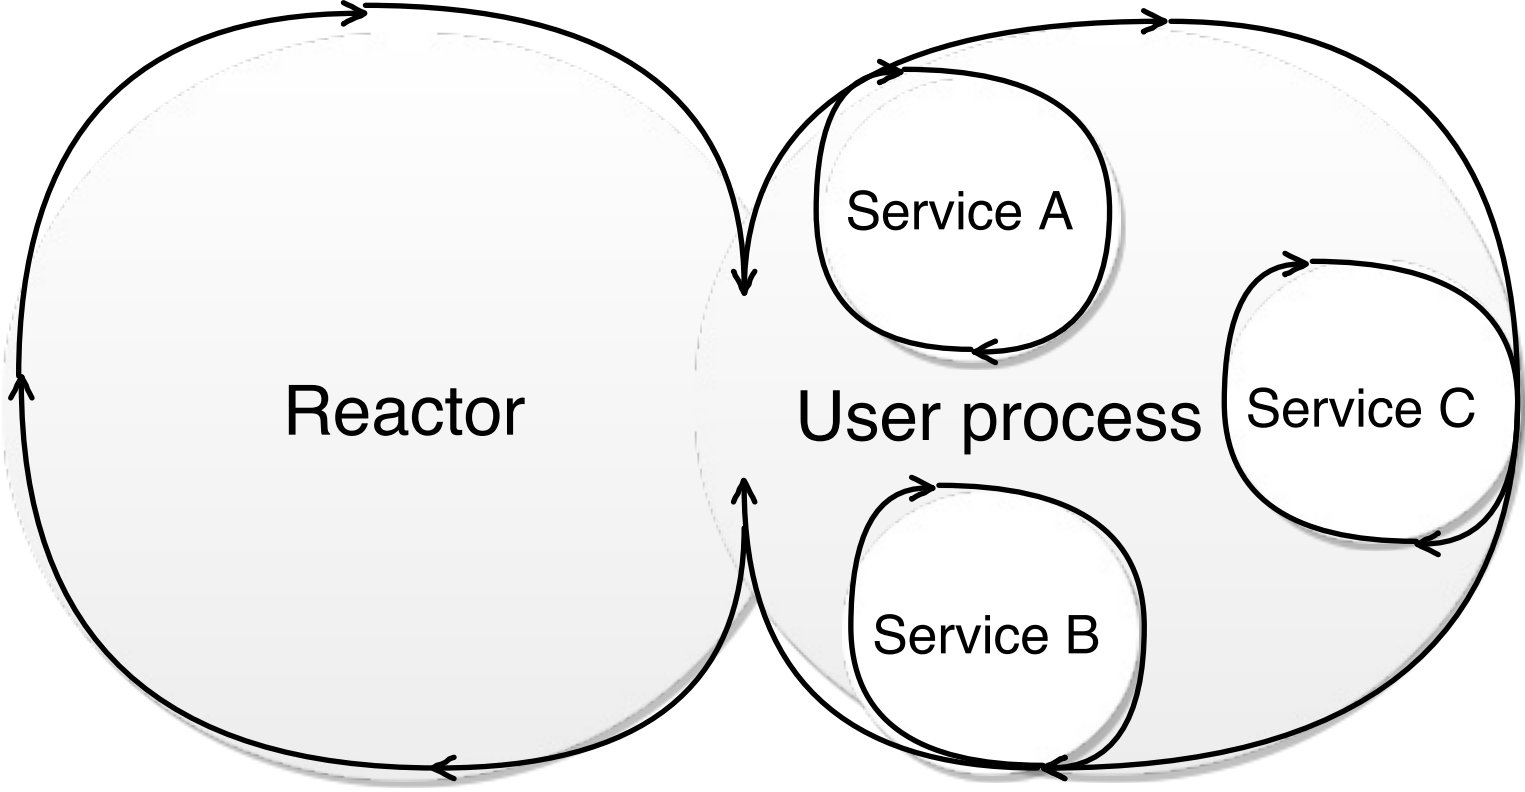 Reactor
User process
Service A
Service C
Service B